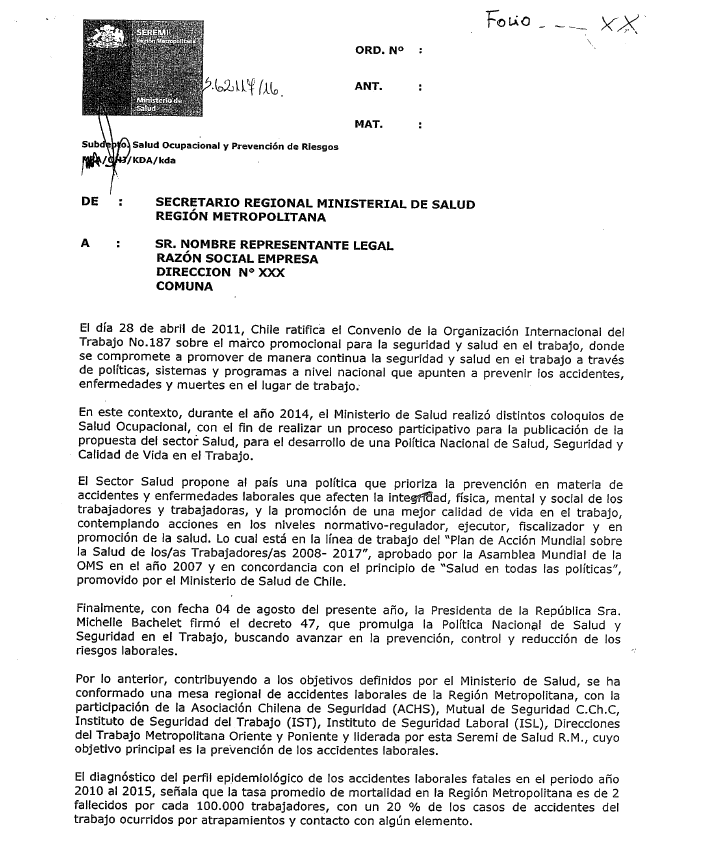 Folio _ _ __ XX
SEREMI
Región Metropolitana
Ministerio de
Salud
S.62117/16.
ORD. Nº :
ANT. :
MAT. :
Subdepto. Salud Ocupacional y Prevención de Riesgos
/KDA/kda
DE : SECRETARIO REGIONAL MINISTERIAL DE SALUD
REGIÓN METROPOLITANA
A : SR. NOMBRE REPRESENTANTE LEGAL
RAZÓN SOCIAL EMPRESA
DIRECCION Nº XXX
COMUNA
El día 28 de abril de 2011, Chile ratifica el Convenio de la Organización Internacional del
Trabajo No.187 sobre el marco promocional para la seguridad y salud en el trabajo, donde
se compromete a promover de manera continua la seguridad y salud en el trabajo a través
de políticas, sistemas y programas a nivel nacional que apunten a prevenir los accidentes,
enfermedades y muertes en el lugar de trabajo.
En este contexto, durante el año 2014, el Ministerio de Salud realizó distintos coloquios de
Salud Ocupacional, con el fin de realizar un proceso participativo para la publicación de la
propuesta del sector Salud, para el desarrollo de una Política Nacional de Salud, Seguridad y
Calidad de Vida en el Trabajo.
El Sector Salud propone al país una política que prioriza la prevención en materia de
accidentes y enfermedades laborales que afecten la integridad, física, mental y social de los
trabajadores y trabajadoras, y la promoción de una mejor calidad de vida en el trabajo,
contemplando acciones en los niveles normativo-regulador, ejecutor, fiscalizador y en
promoción de la salud. Lo cual está en la línea de trabajo del “Plan de Acción Mundial sobre
la Salud de los/as Trabajadores/as 2008- 2017”, aprobado por la Asamblea Mundial de la
OMS en el año 2007 y en concordancia con el principio de “Salud en todas las políticas”,
promovido por el Ministerio de Salud de Chile.
Finalmente, con fecha 04 de agosto del presente año, la Presidenta de la República Sra.
Michelle Bachelet firmó el decreto 47, que promulga la Política Nacional de Salud y
Seguridad en el Trabajo, buscando avanzar en la prevención, control y reducción de los
riesgos laborales.
Por lo anterior, contribuyendo a los objetivos definidos por el Ministerio de Salud, se ha
conformado una mesa regional de accidentes laborales de la Región Metropolitana, con la
participación de la Asociación Chilena de Seguridad (ACHS), Mutual de Seguridad C.Ch.C,
Instituto de Seguridad del Trabajo (IST), Instituto de Seguridad Laboral (ISL), Direcciones
del Trabajo Metropolitana Oriente y Poniente y liderada por esta Seremi de Salud R.M., cuyo
objetivo principal es la prevención de los accidentes laborales.
El diagnóstico del perfil epidemiológico de los accidentes laborales fatales en el periodo año
2010 al 2015, señala que la tasa promedio de mortalidad en la Región Metropolitana es de 2
fallecidos por cada 100.000 trabajadores, con un 20 % de los casos de accidentes del
trabajo ocurridos por atrapamientos y contacto con algún elemento.